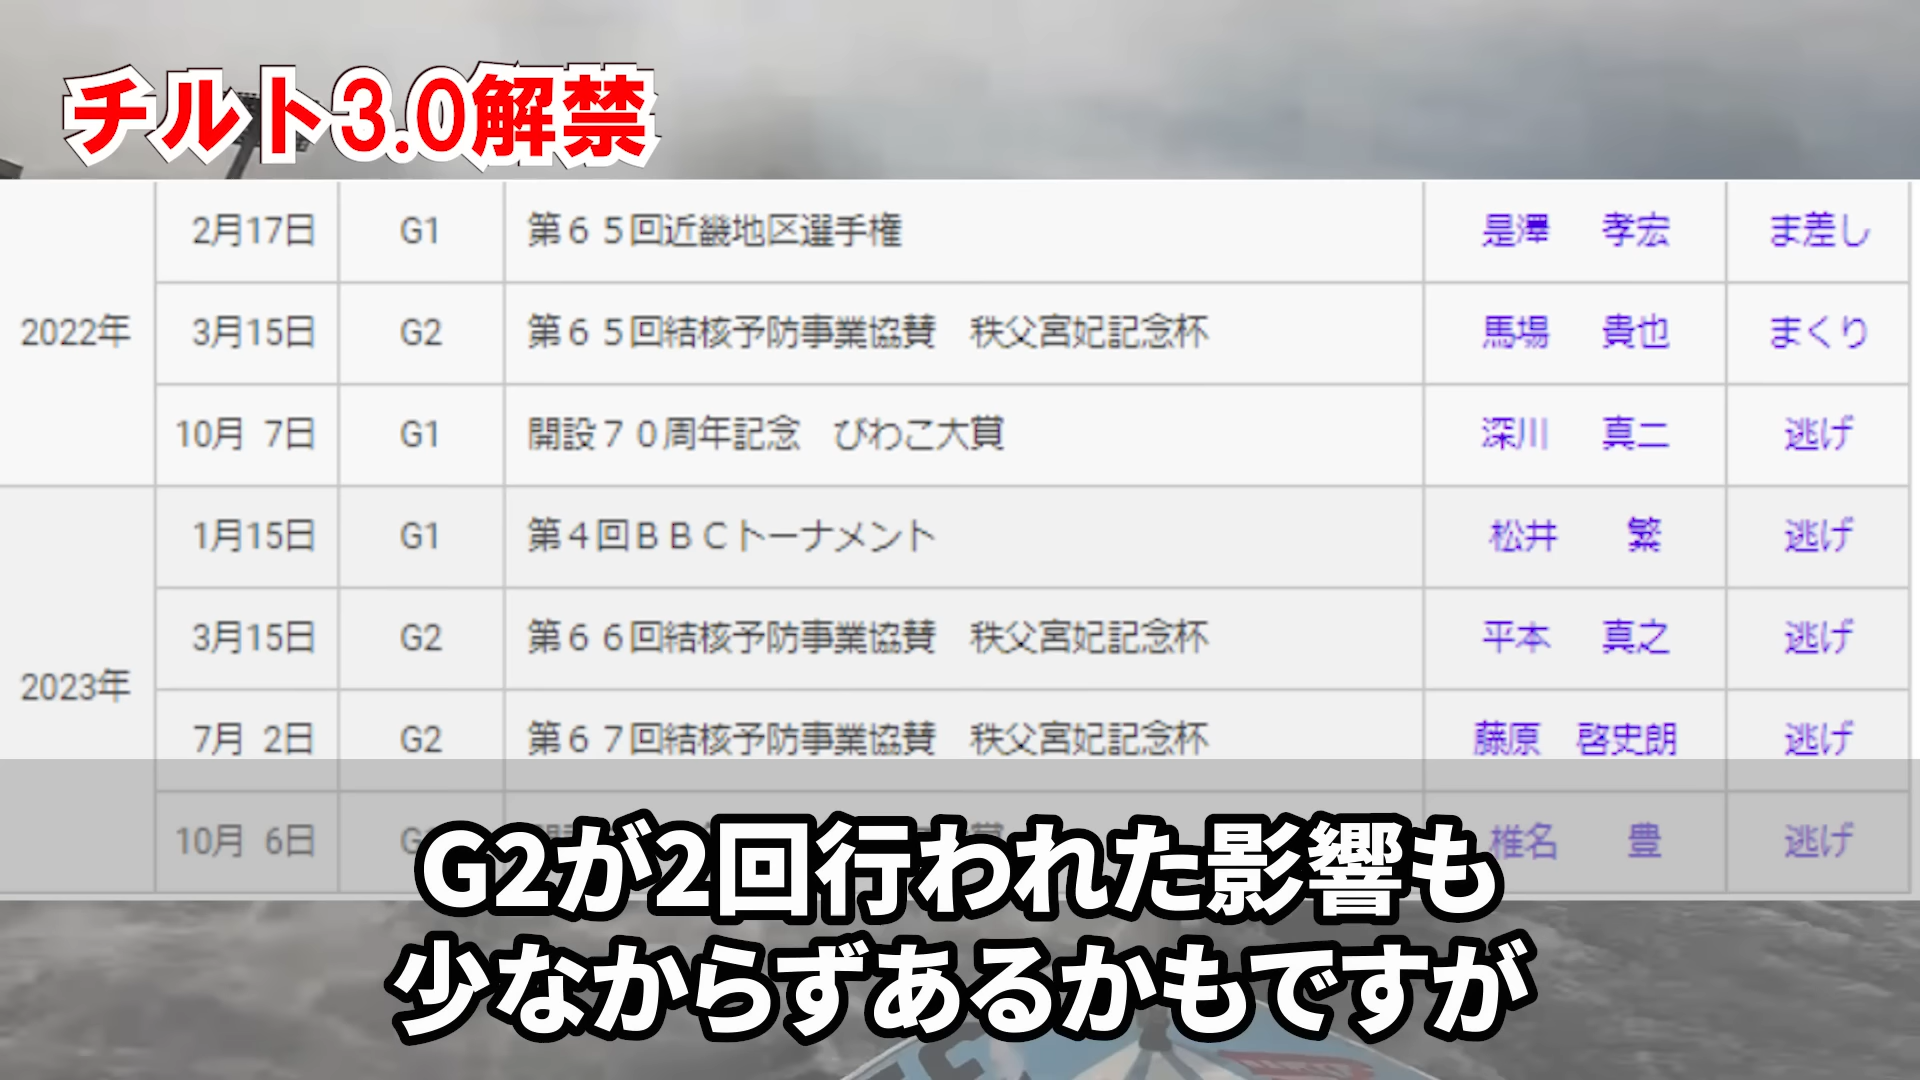 チルト3.0解禁
2022年
2月17日 G1 第６５回近畿地区選手権 是澤 孝宏 ま差し
3月15日 G2 第６５回結核予防事業協賛 秩父宮妃記念杯 馬場 貴也 まくり
10月 7日 G1 開設７０周年記念 びわこ大賞 深川 真二 逃げ
2023年
1月15日 G1 第４回ＢＢＣトーナメント 松井 繁 逃げ
3月15日 G2 第６６回結核予防事業協賛 秩父宮妃記念杯 平本 真之 逃げ
7月 2日 G2 第６７回結核予防事業協賛 秩父宮妃記念杯 藤原 啓史朗 逃げ
10月 6日 椎名 豊 逃げ
G2が2回行われた影響も
少なからずあるかもですが